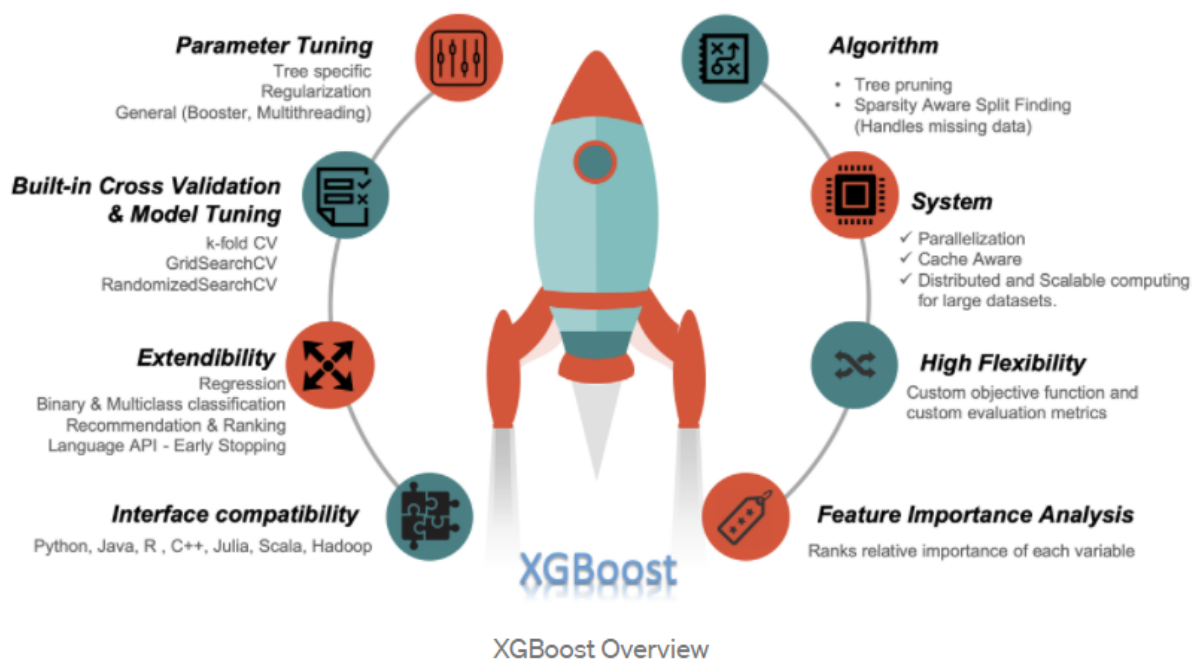 Parameter Tuning
Tree specific
Regularization
General (Booster, Multithreading)
Built-in Cross Validation
& Model Tuning
k-fold CV
GridSearchCV
RandomizedSearchCV
Extendibility
Regression
Binary & Multiclass classification
Recommendation & Ranking
Language API - Early Stopping
Interface compatibility
Python, Java, R , C++, Julia, Scala, Hadoop
Algorithm
• Tree pruning
• Sparsity Aware Split Finding
(Handles missing data)
System
✓ Parallelization
✓ Cache Aware
✓ Distributed and Scalable computing
for large datasets.
High Flexibility
Custom objective function and
custom evaluation metrics
Feature Importance Analysis
Ranks relative importance of each variable
XGBoost
XGBoost Overview